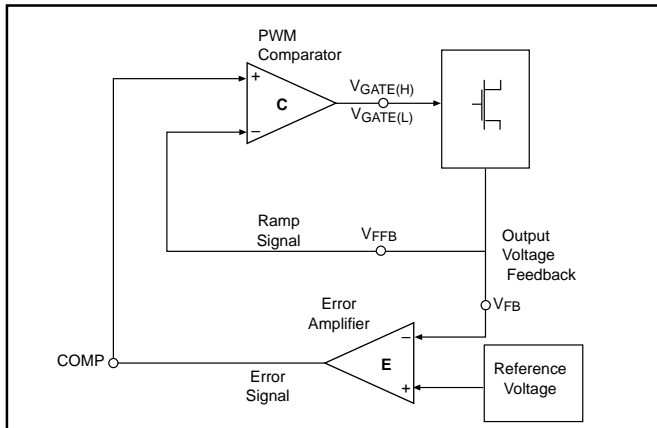 PWM
Comparator
+
C
–
VGATE(H)
VGATE(L)
Ramp
Signal
VFFB
Output
Voltage
Feedback
VFB
Error
Amplifier
–
E
+
COMP
Error
Signal
Reference
Voltage